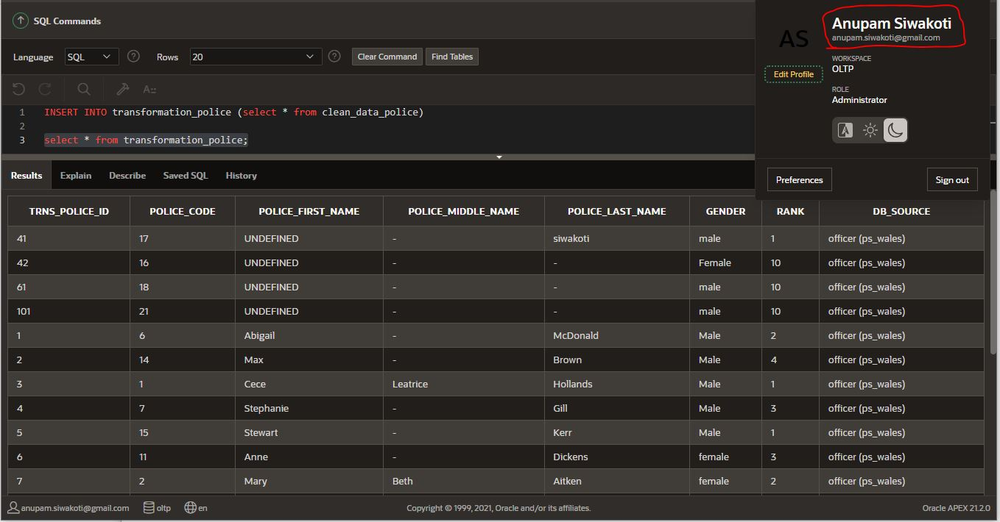 SQL Commands
Anupam Siwakoti
anupam.siwakoti@gmail.com
AS
Edit Profile
WORKSPACE
OLTP
ROLE
Administrator
Preferences Sign out
Language SQL ? Rows 20 ? Clear Command Find Tables
A
1 INSERT INTO transformation_police (select * from clean_data_police)
2
3 select * from transformation_police;
Results Explain Describe Saved SQL History
TRNS_POLICE_ID POLICE_CODE POLICE_FIRST_NAME POLICE_MIDDLE_NAME POLICE_LAST_NAME GENDER RANK DB_SOURCE
41 17 UNDEFINED - siwakoti male 1 officer (ps_wales)
42 16 UNDEFINED - - Female 10 officer (ps_wales)
61 18 UNDEFINED - - male 10 officer (ps_wales)
101 21 UNDEFINED - - male 10 officer (ps_wales)
1 6 Abigail - McDonald Male 2 officer (ps_wales)
2 14 Max - Brown Male 4 officer (ps_wales)
3 1 Cece Leatrice Hollands Male 1 officer (ps_wales)
4 7 Stephanie - Gill Male 3 officer (ps_wales)
5 15 Stewart - Kerr Male 1 officer (ps_wales)
6 11 Anne - Dickens female 3 officer (ps_wales)
7 2 Mary Beth Aitken female 2 officer (ps_wales)
anupam.siwakoti@gmail.com oltp en Copyright © 1999, 2021, Oracle and/or its affiliates. Oracle APEX 21.2.0